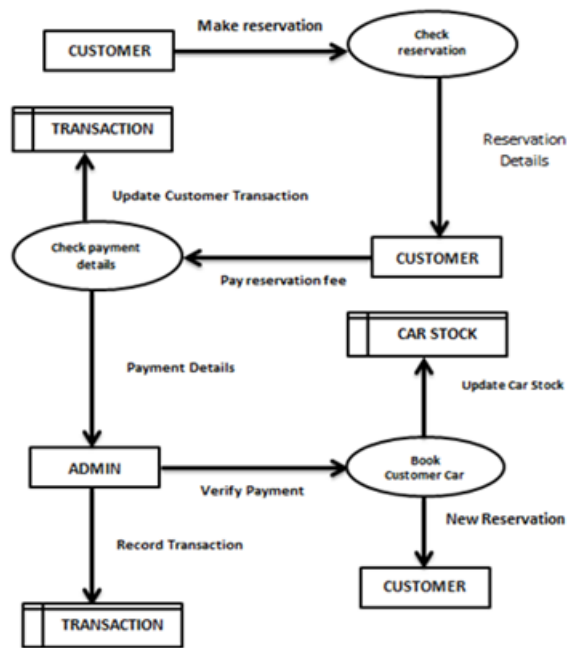 Make reservation
CUSTOMER
Check
reservation
TRANSACTION
Reservation
Details
Update Customer Transaction
Check payment
details
CUSTOMER
Pay reservation fee
CAR STOCK
Payment Details
Update Car Stock
ADMIN
Verify Payment
Book
Customer Car
New Reservation
Record Transaction
CUSTOMER
TRANSACTION